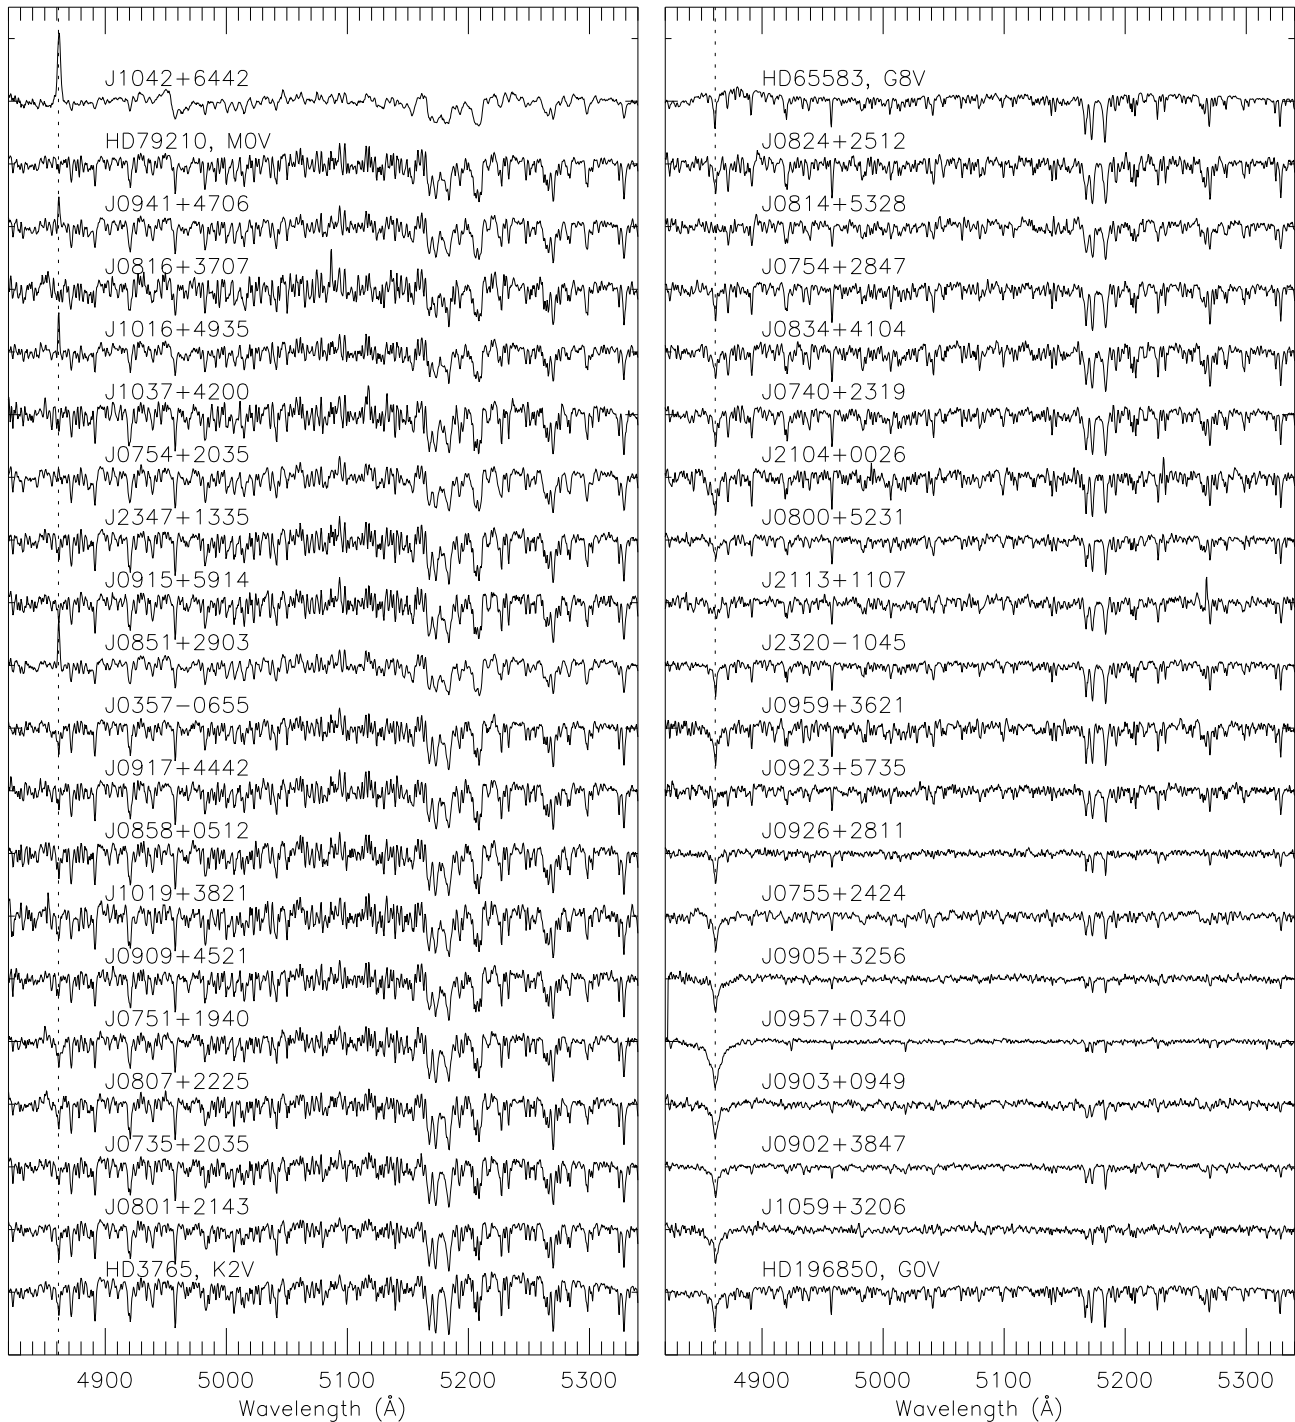 J1042+6442
HD79210, M0V
J0941+4706
J0816+3707
J1016+4935
J1037+4200
J0754+2035
J2347+1335
J0915+5914
J0851+2903
J0357−0655
J0917+4442
J0858+0512
J1019+3821
J0909+4521
J0751+1940
J0807+2225
J0735+2035
J0801+2143
HD3765, K2V
4900 5000 5100 5200 5300
Wavelength (Å)
HD65583, G8V
J0824+2512
J0814+5328
J0754+2847
J0834+4104
J0740+2319
J2104+0026
J0800+5231
J2113+1107
J2320−1045
J0959+3621
J0923+5735
J0926+2811
J0755+2424
J0905+3256
J0957+0340
J0903+0949
J0902+3847
J1059+3206
HD196850, G0V
4900 5000 5100 5200 5300
Wavelength (Å)